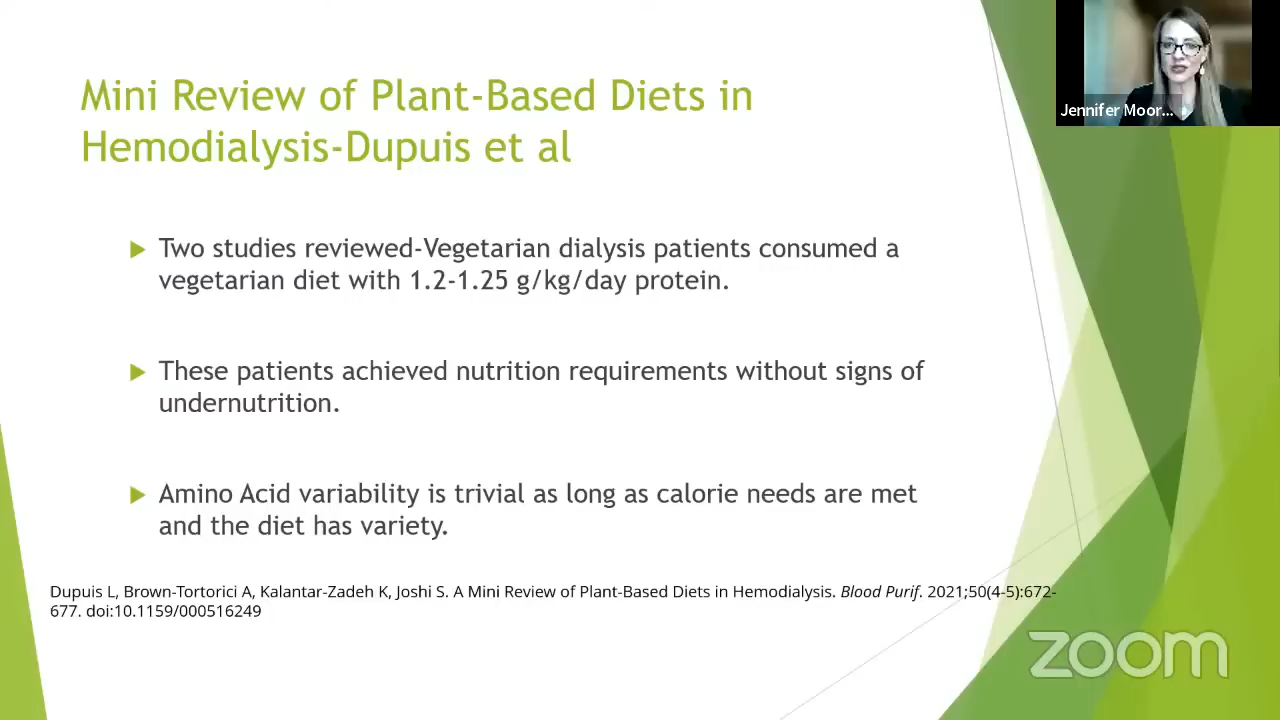 Mini Review of Plant-Based Diets in
Hemodialysis-Dupuis et al
Jennifer Moor...
Two studies reviewed-Vegetarian dialysis patients consumed a
vegetarian diet with 1.2-1.25 g/kg/day protein.
These patients achieved nutrition requirements without signs of
undernutrition.
Amino Acid variability is trivial as long as calorie needs are met
and the diet has variety.
Dupuis L, Brown-Tortorici A, Kalantar-Zadeh K, Joshi S. A Mini Review of Plant-Based Diets in Hemodialysis. Blood Purif. 2021;50(4-5):672-
677. doi:10.1159/000516249
zoom